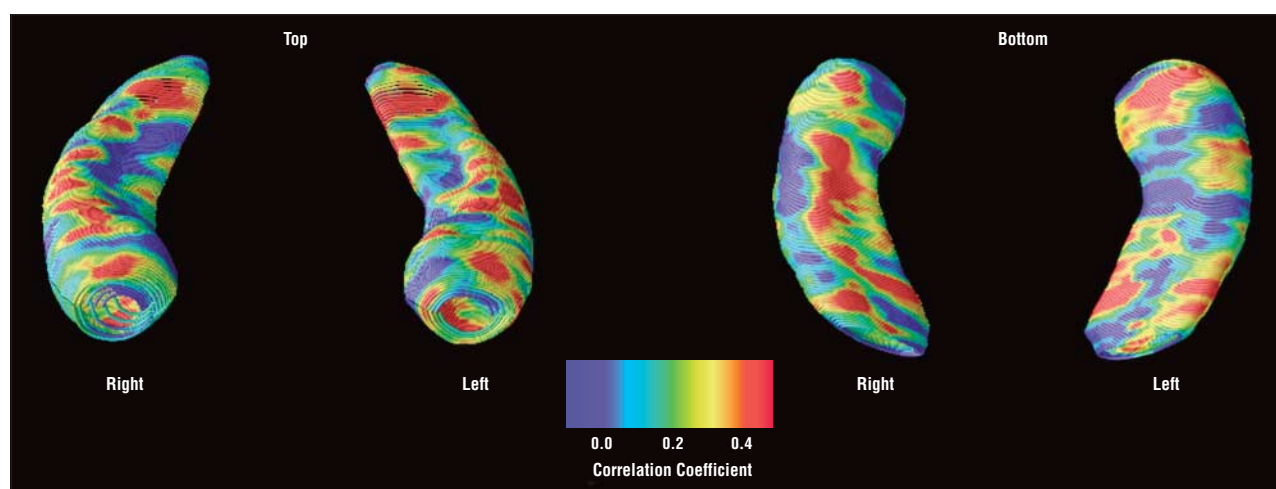 Top
Bottom
Right
Left
Right
Left
0.0 0.2 0.4
Correlation Coefficient